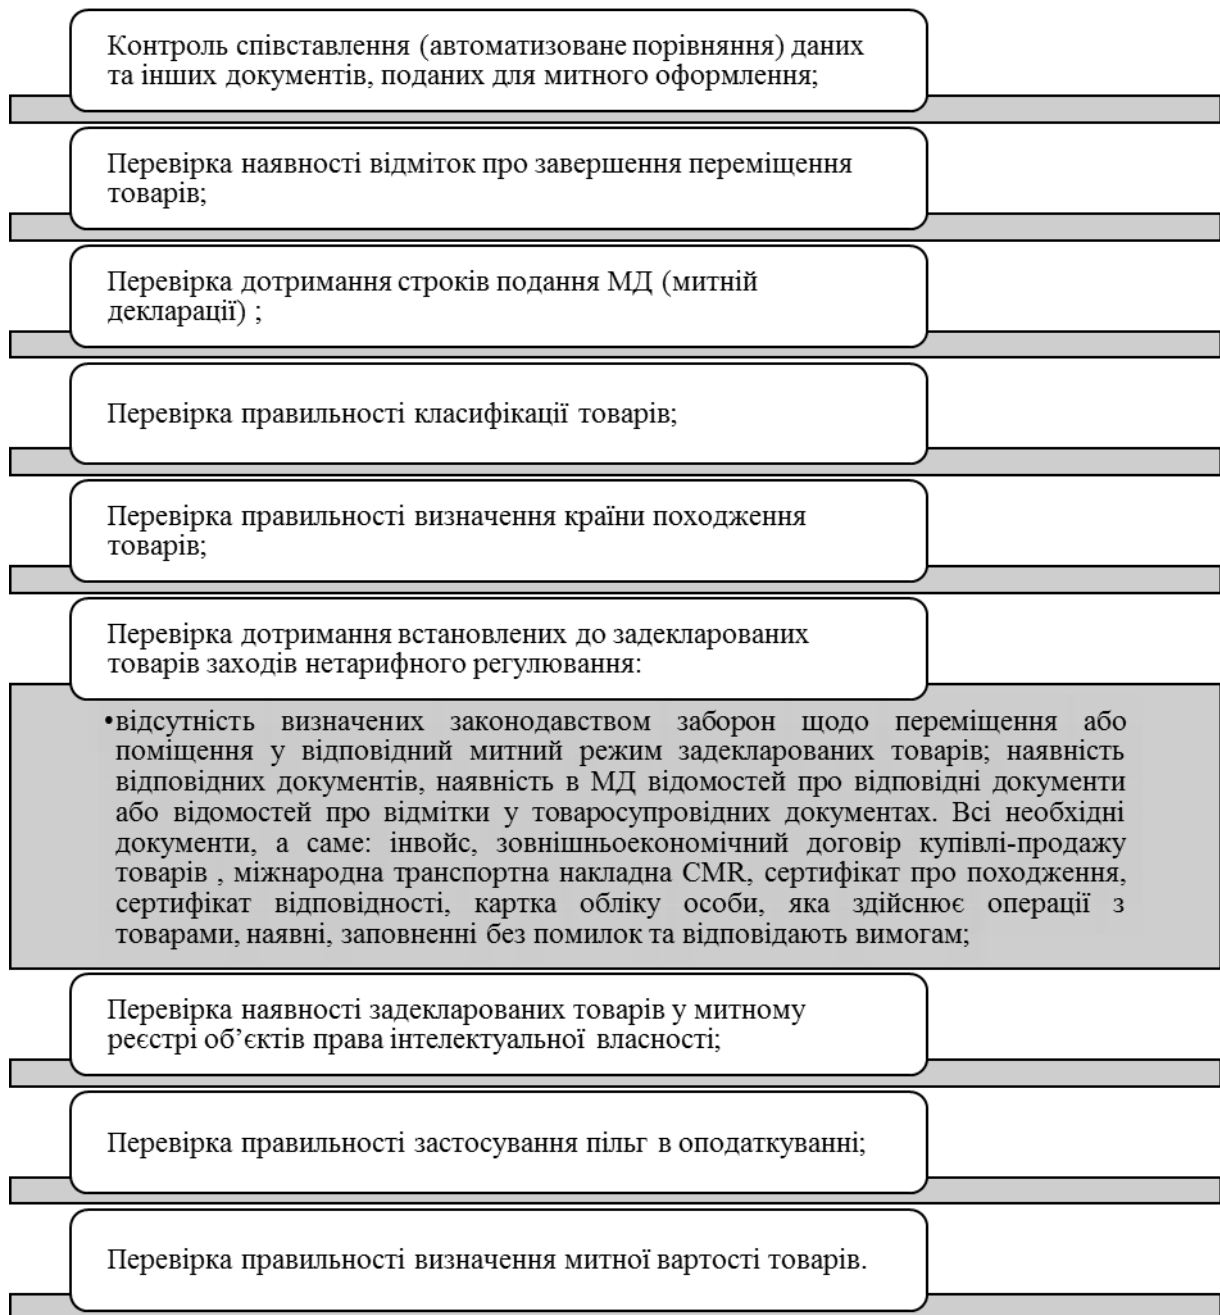 Контроль співставлення (автоматизоване порівняння) даних
та інших документів, поданих для митного оформлення;
Перевірка наявності відміток про завершення переміщення
товарів;
Перевірка дотримання строків подання МД (митній
декларації) ;
Перевірка правильності класифікації товарів;
Перевірка правильності визначення країни походження
товарів;
Перевірка дотримання встановлених до задекларованих
товарів заходів нетарифного регулювання:
•відсутність визначених законодавством заборон щодо переміщення або
поміщення у відповідний митний режим задекларованих товарів; наявність
відповідних документів, наявність в МД відомостей про відповідні документи
або відомостей про відмітки у товаросупровідних документах. Всі необхідні
документи, а саме: інвойс, зовнішньоекономічний договір купівлі-продажу
товарів , міжнародна транспортна накладна CMR, сертифікат про походження,
сертифікат відповідності, картка обліку особи, яка здійснює операції з
товарами, наявні, заповненні без помилок та відповідають вимогам;
Перевірка наявності задекларованих товарів у митному
реєстрі об’єктів права інтелектуальної власності;
Перевірка правильності застосування пільг в оподаткуванні;
Перевірка правильності визначення митної вартості товарів.